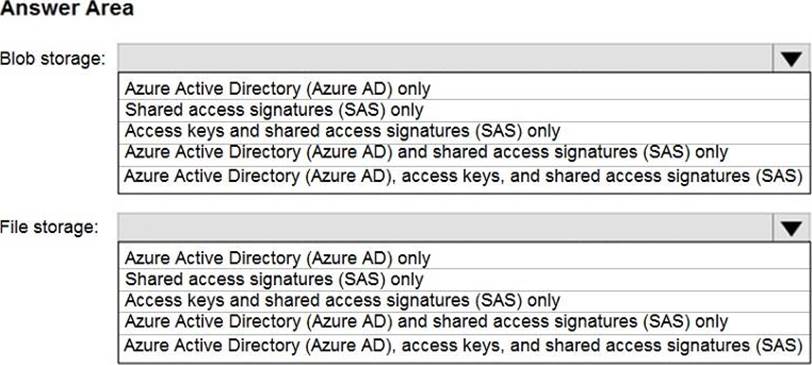 Answer Area
Blob storage:
Azure Active Directory (Azure AD) only
Shared access signatures (SAS) only
Access keys and shared access signatures (SAS) only
Azure Active Directory (Azure AD) and shared access signatures (SAS) only
Azure Active Directory (Azure AD), access keys, and shared access signatures (SAS)
File storage:
Azure Active Directory (Azure AD) only
Shared access signatures (SAS) only
Access keys and shared access signatures (SAS) only
Azure Active Directory (Azure AD) and shared access signatures (SAS) only
Azure Active Directory (Azure AD), access keys, and shared access signatures (SAS)